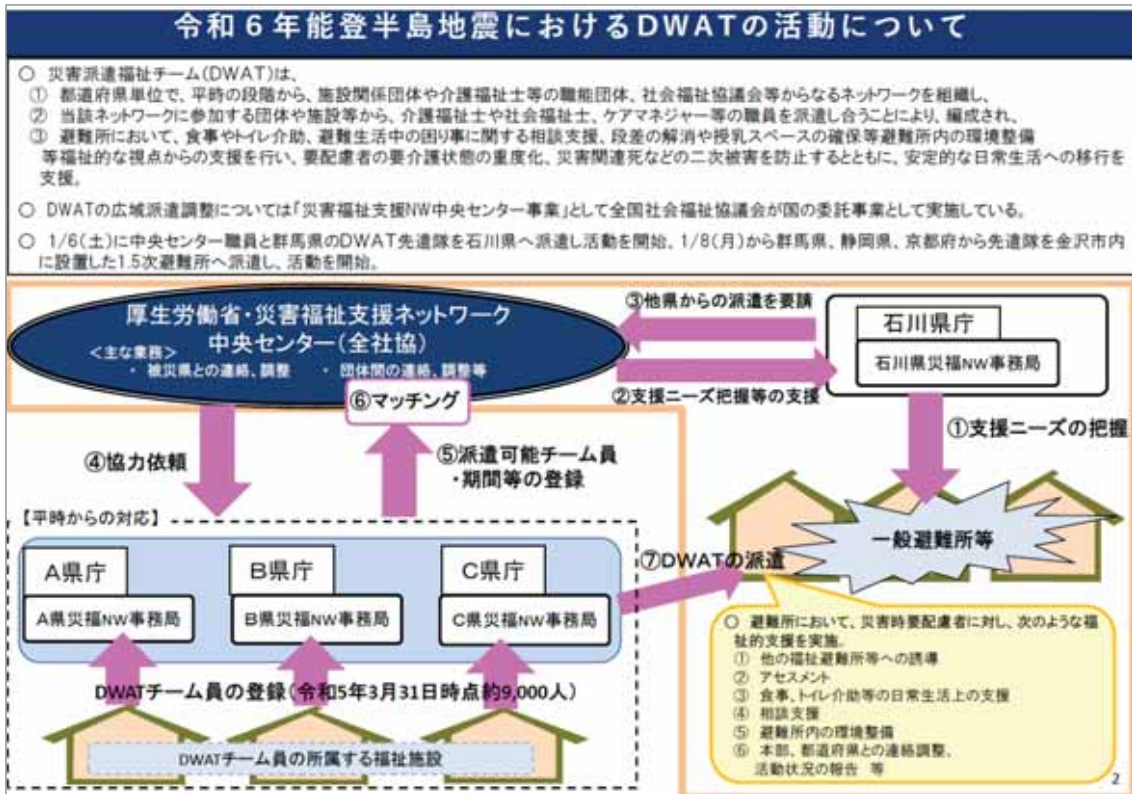 令和６年能登半島地震におけるDWATの活動について
○ 災害派遣福祉チーム(DWAT)は、
① 都道府県単位で、平時の段階から、施設関係団体や介護福祉士等の職能団体、社会福祉協議会等からなるネットワークを組織し、
② 当該ネットワークに参加する団体や施設等から、介護福祉士や社会福祉士、ケアマネジャー等の職員を派遣し合うことにより、編成され、
③ 避難所において、食事やトイレ介助、避難生活中の困り事に関する相談支援、段差の解消や授乳スペースの確保等避難所内の環境整備
等福祉的な視点からの支援を行い、要配慮者の要介護状態の重度化、災害関連死などの二次被害を防止するとともに、安定的な日常生活への移行を
支援。
○ DWATの広域派遣調整については「災害福祉支援NW中央センター事業」として全国社会福祉協議会が国の委託事業として実施している。
○ 1/6(土)に中央センター職員と群馬県のDWAT先遣隊を石川県へ派遣し活動を開始。1/8(月)から群馬県、静岡県、京都府から先遣隊を金沢市内
に設置した1.5次避難所へ派遣し、活動を開始。
厚生労働省・災害福祉支援ネットワーク
中央センター(全社協)
＜主な業務＞
・ 被災県との連絡、調整　・ 団体間の連絡、調整等
⑥マッチング
③他県からの派遣を要請
②支援ニーズ把握等の支援
石川県庁
石川県災福NW事務局
①支援ニーズの把握
④協力依頼
⑤派遣可能チーム員
・期間等の登録
【平時からの対応】
A県庁
A県災福NW事務局
B県庁
B県災福NW事務局
C県庁
C県災福NW事務局
⑦DWATの派遣
一般避難所等
DWATチーム員の登録(令和5年3月31日時点約9,000人)
DWATチーム員の所属する福祉施設
○ 避難所において、災害時要配慮者に対し、次のような福
祉的支援を実施。
① 他の福祉避難所等への誘導
② アセスメント
③ 食事、トイレ介助等の日常生活上の支援
④ 相談支援
⑤ 避難所内の環境整備
⑥ 本部、都道府県との連絡調整、
活動状況の報告 等
2